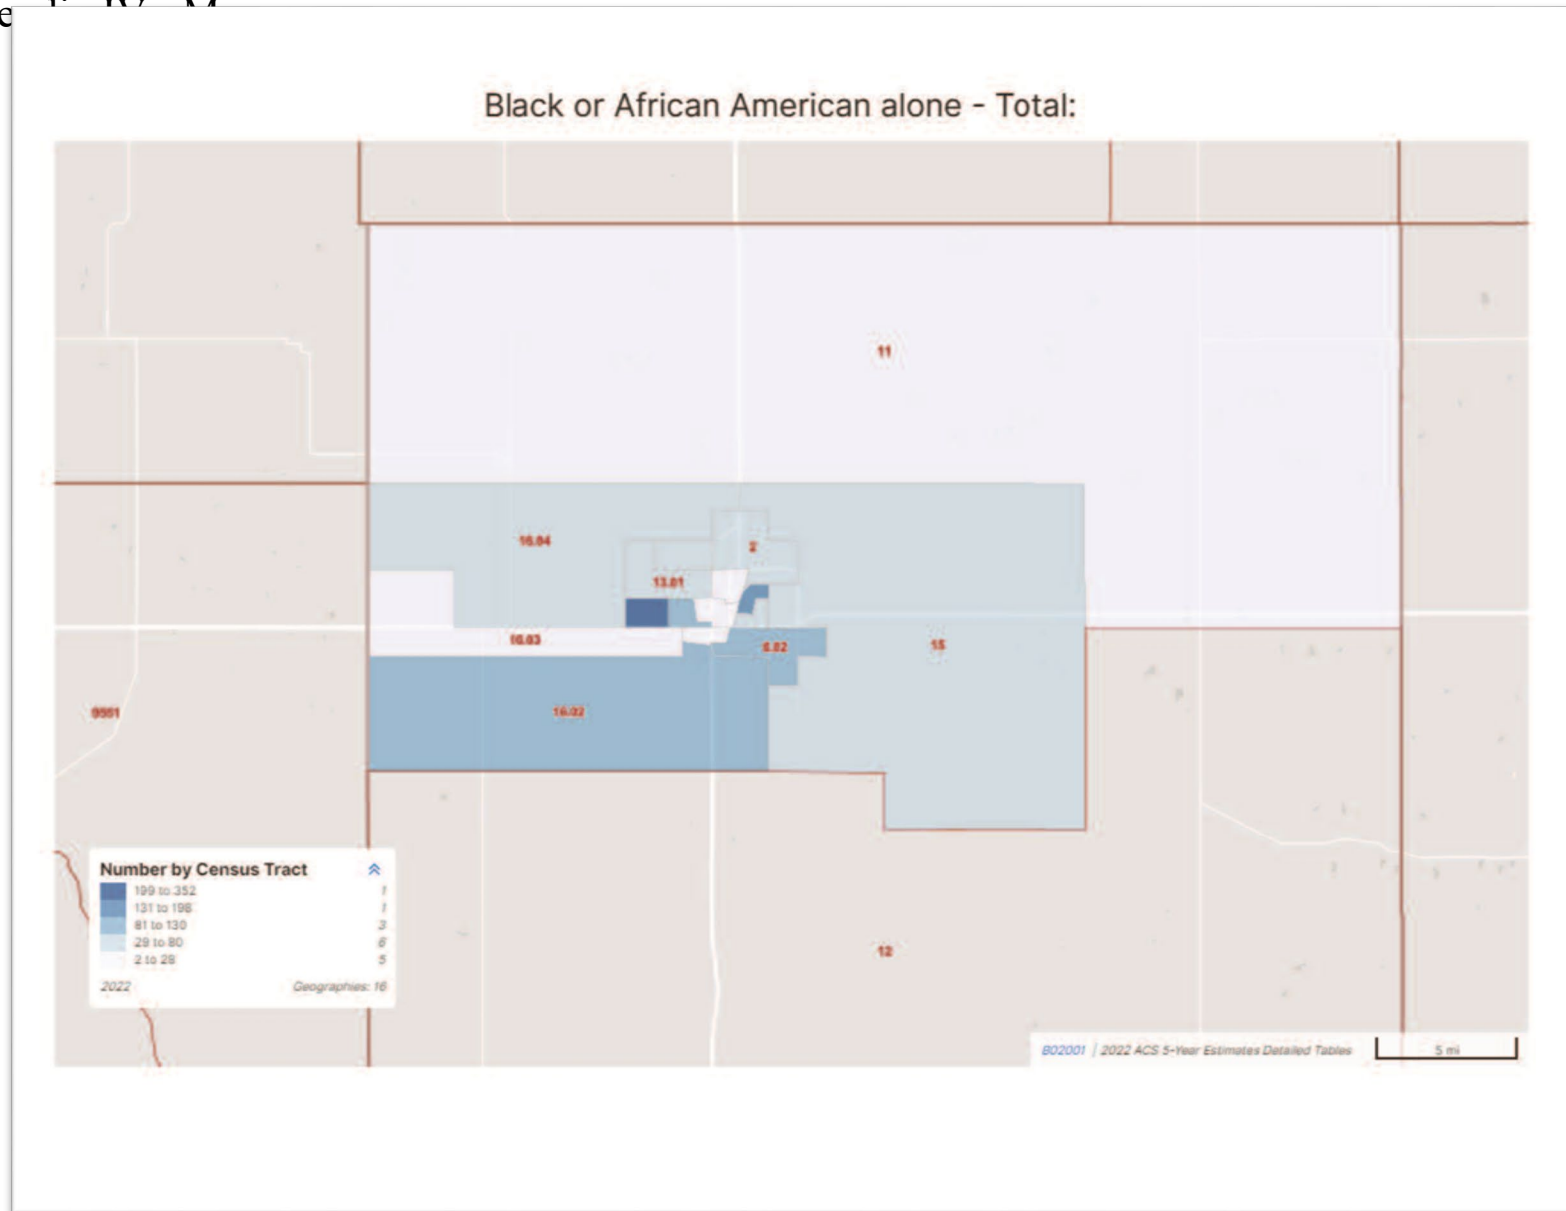 Black or African American alone - Total:
11
16.04
2
13.01
16.03
6.02
15
16.02
9551
12
Number by Census Tract
199 to 352 1
131 to 198 1
81 to 130 3
29 to 80 6
2 to 28 5
2022 Geographies: 16
B02001 | 2022 ACS 5-Year Estimates Detailed Tables
5 mi